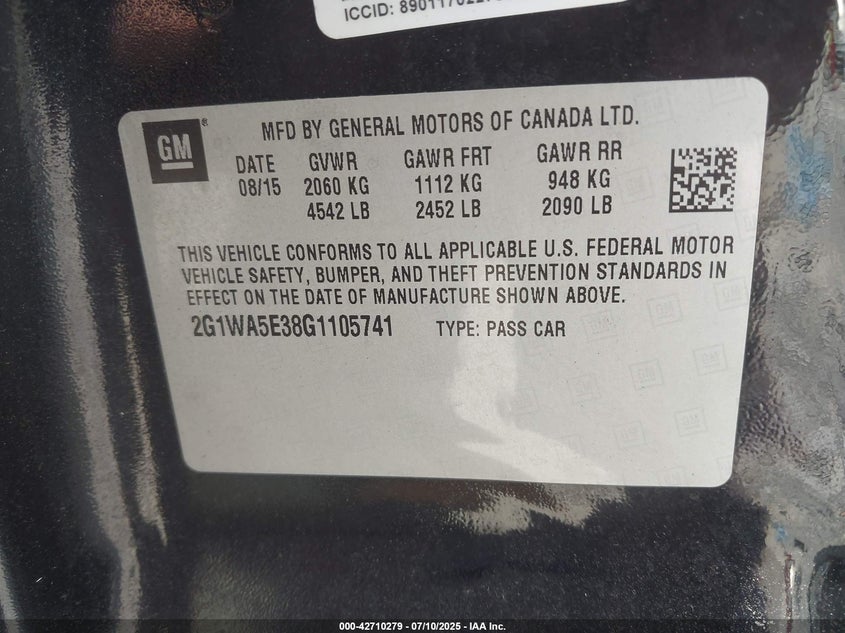 ICCID: 89011702278
GM
MFD BY GENERAL MOTORS OF CANADA LTD.
DATE GVWR GAWR FRT GAWR RR
08/15 2060 KG 1112 KG 948 KG
4542 LB 2452 LB 2090 LB
THIS VEHICLE CONFORMS TO ALL APPLICABLE U.S. FEDERAL MOTOR
VEHICLE SAFETY, BUMPER, AND THEFT PREVENTION STANDARDS IN
EFFECT ON THE DATE OF MANUFACTURE SHOWN ABOVE.
2G1WA5E38G1105741 TYPE: PASS CAR
000-42710279 - 07/10/2025 - IAA Inc.